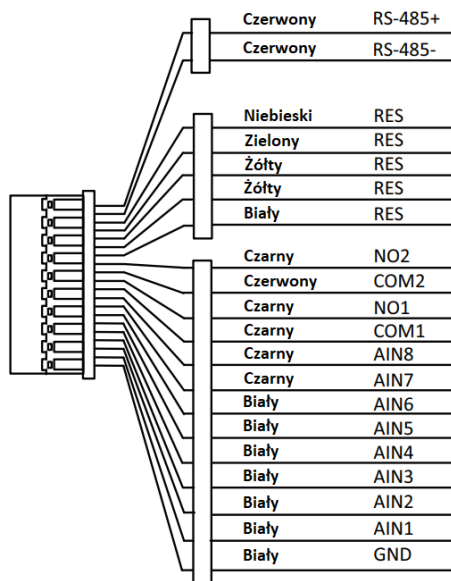 Czerwony RS-485+
Czerwony RS-485-
Niebieski RES
Zielony RES
Żółty RES
Żółty RES
Biały RES
Czarny NO2
Czerwony COM2
Czarny NO1
Czarny COM1
Czarny AIN8
Czarny AIN7
Biały AIN6
Biały AIN5
Biały AIN4
Biały AIN3
Biały AIN2
Biały AIN1
Biały GND